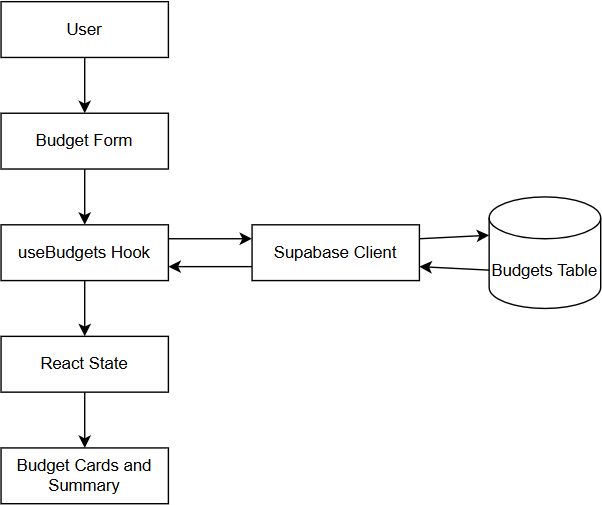 User
Budget Form
useBudgets Hook
Supabase Client
Budgets Table
React State
Budget Cards and
Summary